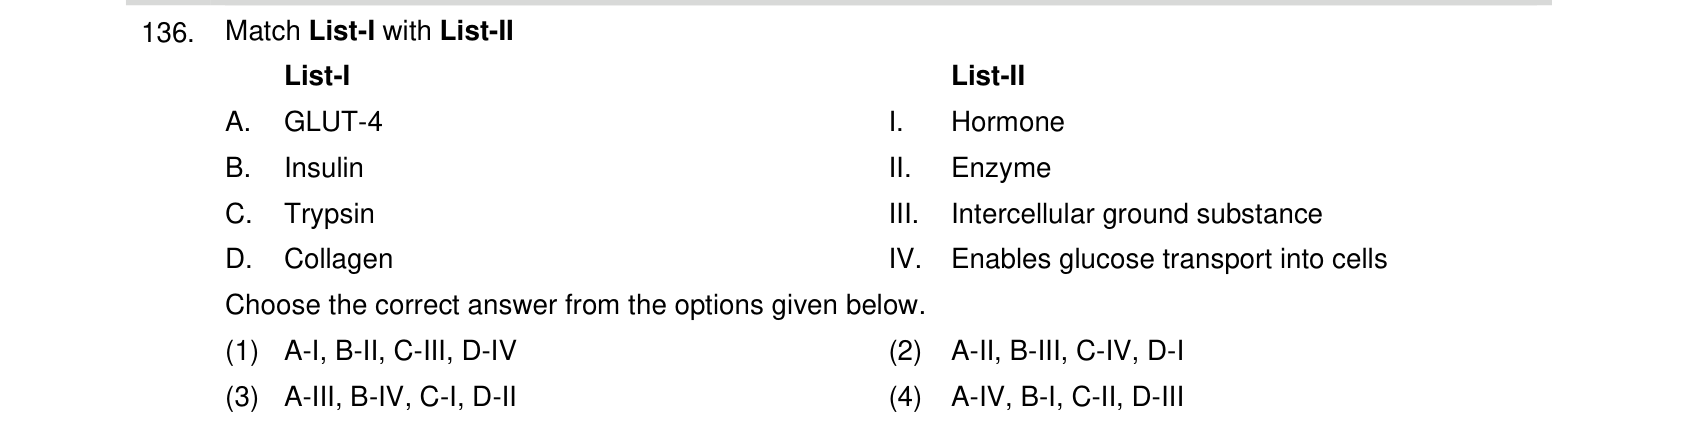 136. Match List-I with List-II
List-I List-II
A. GLUT-4 I. Hormone
B. Insulin II. Enzyme
C. Trypsin III. Intercellular ground substance
D. Collagen IV. Enables glucose transport into cells
Choose the correct answer from the options given below.
(1) A-I, B-II, C-III, D-IV (2) A-II, B-III, C-IV, D-I
(3) A-III, B-IV, C-I, D-II (4) A-IV, B-I, C-II, D-III